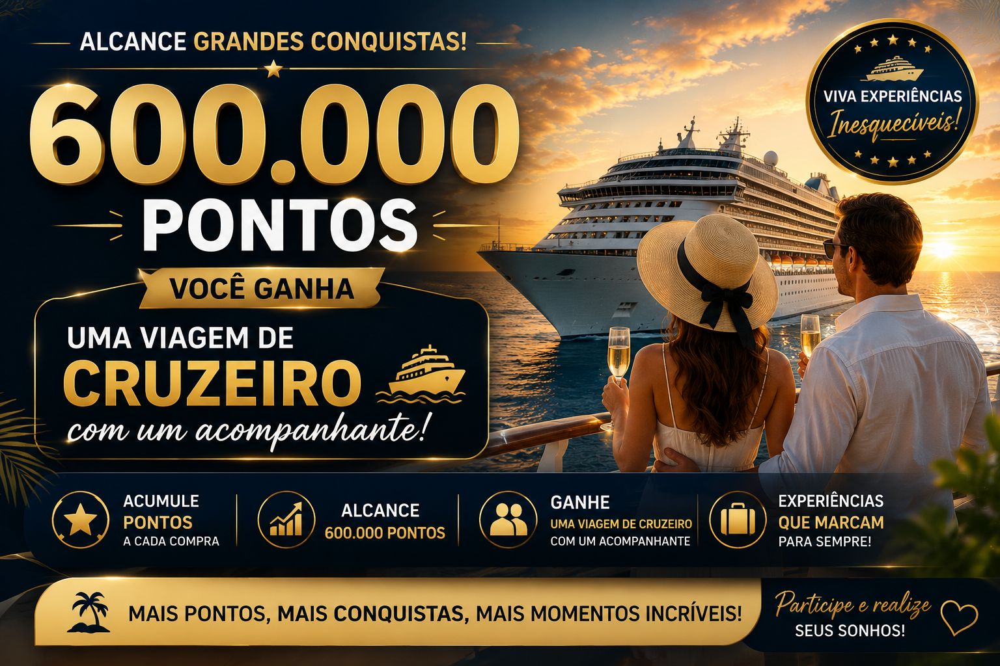 ALCANCE GRANDES CONQUISTAS!
600.000
PONTOS
VOCÊ GANHA
UMA VIAGEM DE
CRUZEIRO
com um acompanhante!
VIVA EXPERIÊNCIAS
Inesquecíveis!
ACUMULE
PONTOS
A CADA COMPRA
ALCANCE
600.000 PONTOS
GANHE
UMA VIAGEM DE CRUZEIRO
COM UM ACOMPANHANTE
EXPERIÊNCIAS
QUE MARCAM
PARA SEMPRE!
MAIS PONTOS, MAIS CONQUISTAS, MAIS MOMENTOS INCRÍVEIS!
Participe e realize
SEUS SONHOS!